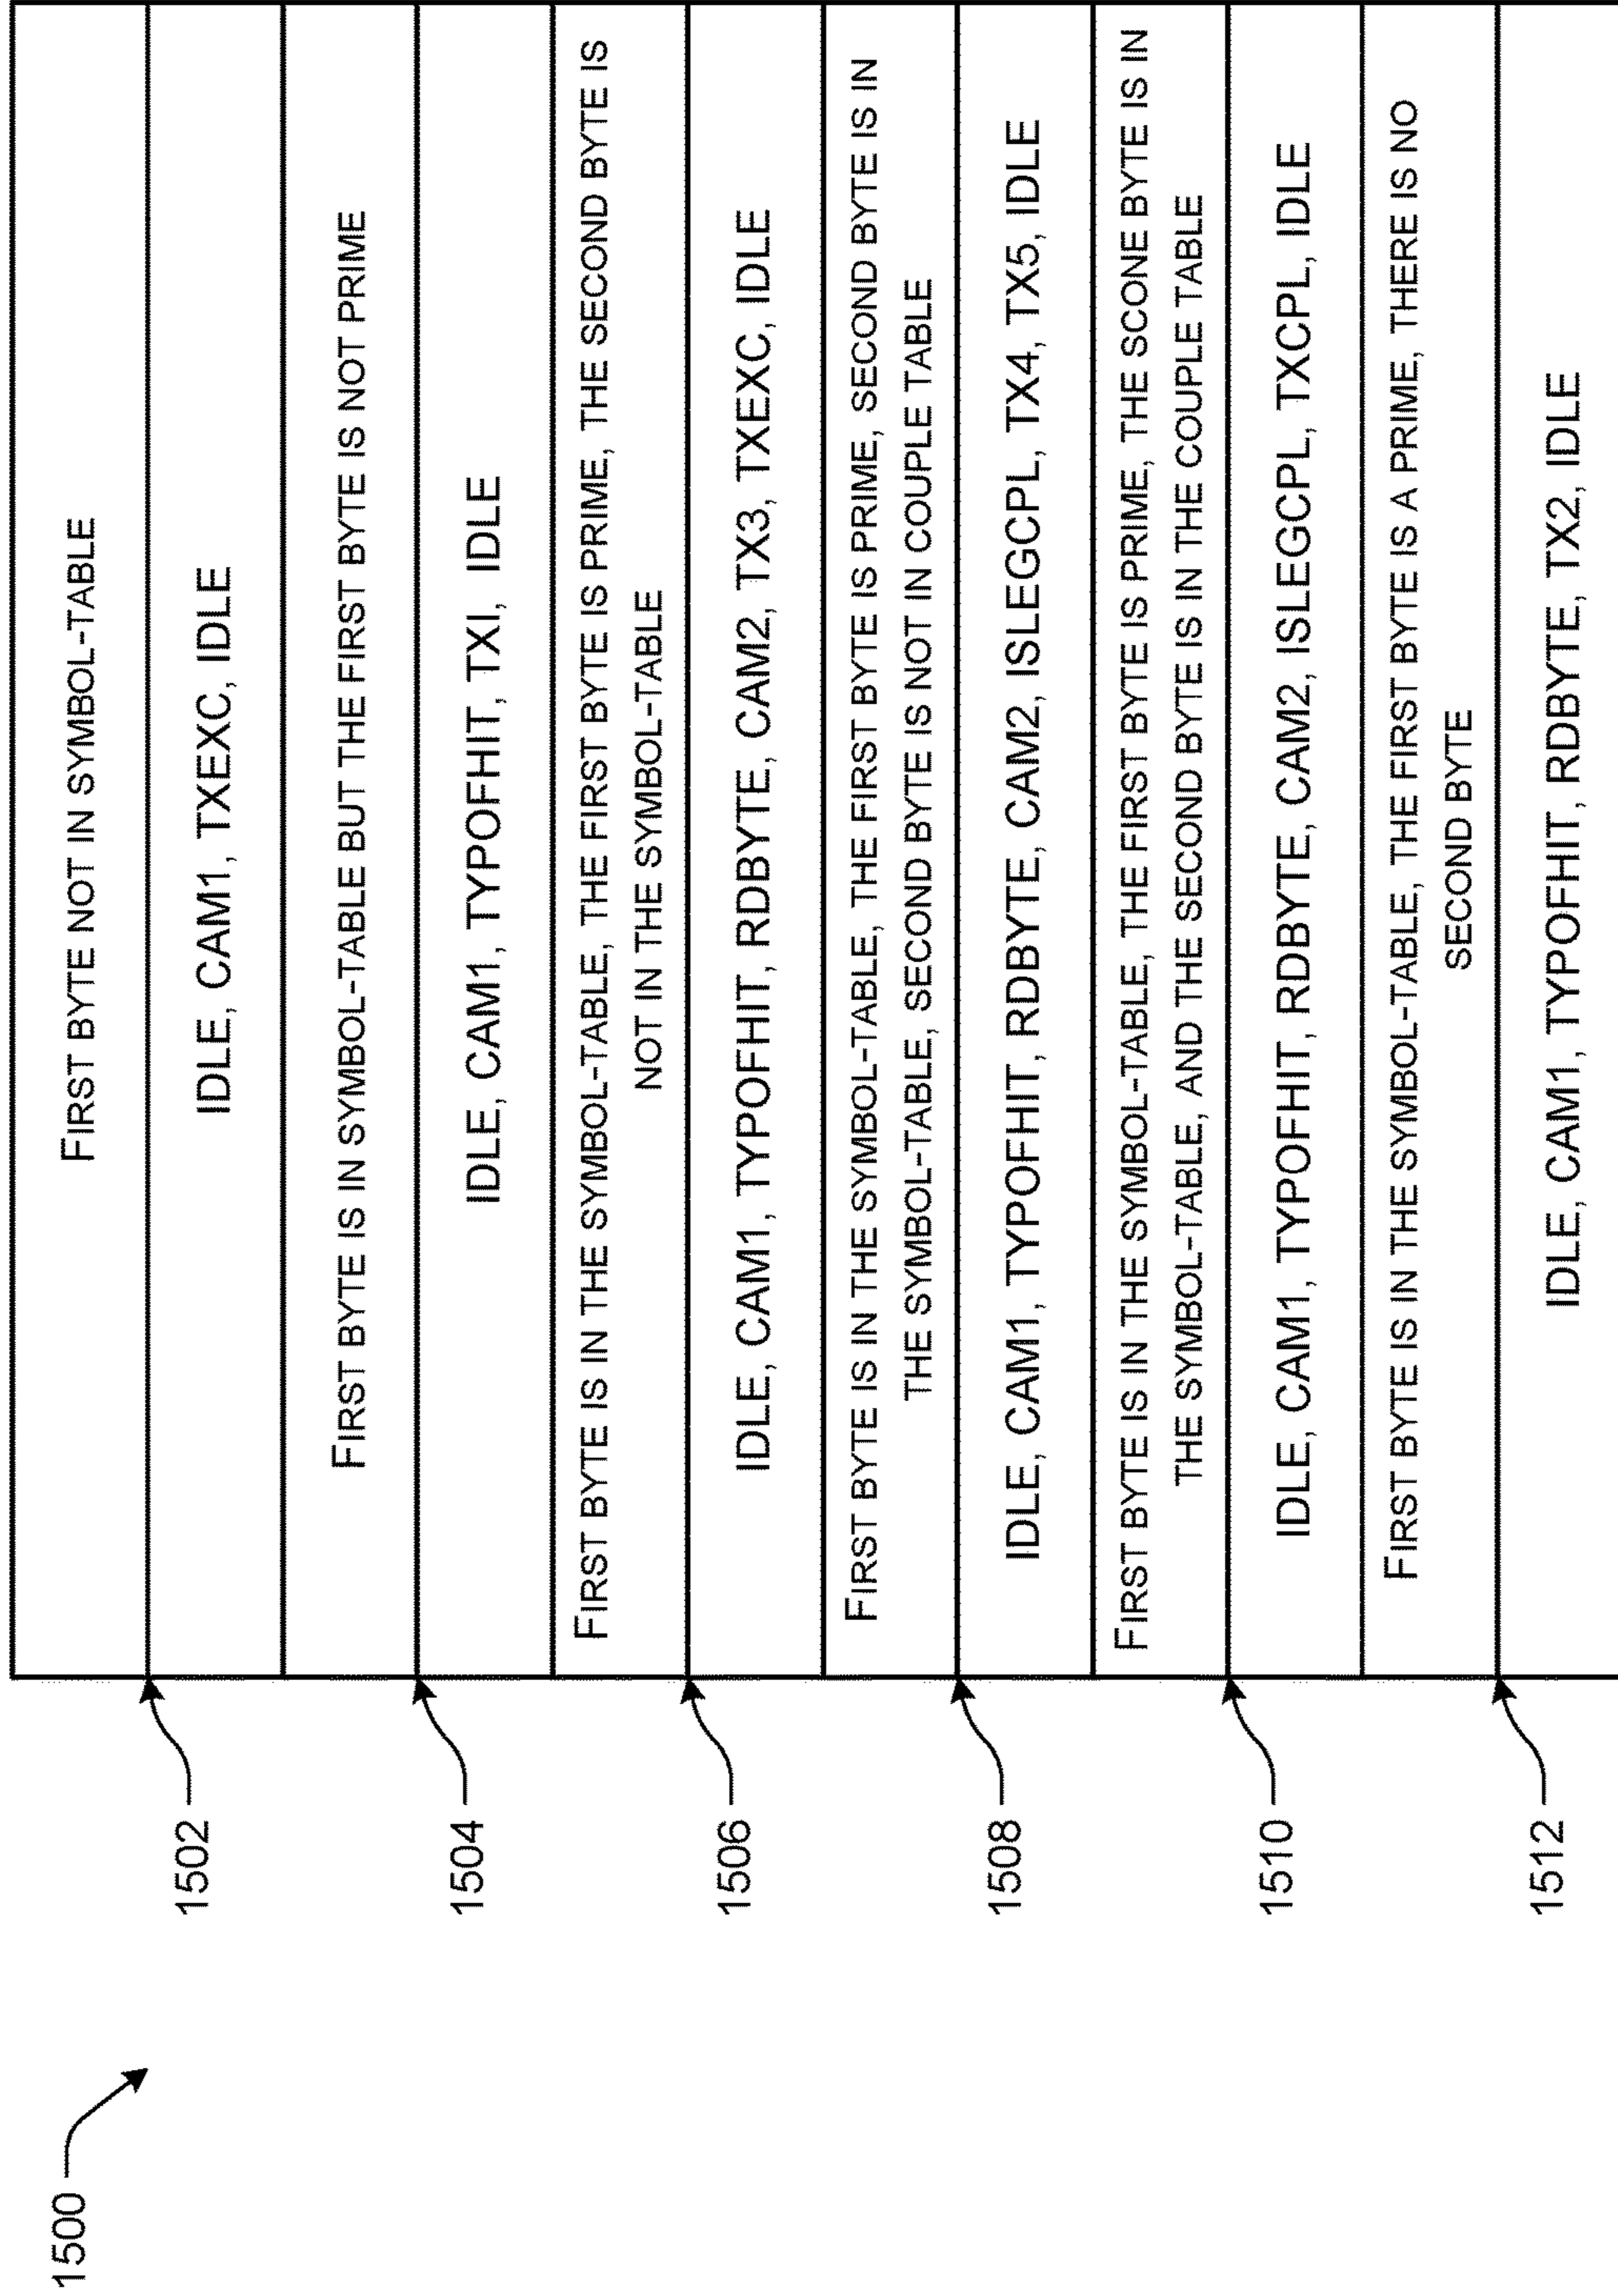 1500
FIRST BYTE NOT IN SYMBOL-TABLE
1502
IDLE, CAM1, TXEXC, IDLE
FIRST BYTE IS IN SYMBOL-TABLE BUT THE FIRST BYTE IS NOT PRIME
1504
IDLE, CAM1, TYPOFHIT, TXI, IDLE
FIRST BYTE IS IN THE SYMBOL-TABLE, THE FIRST BYTE IS PRIME, THE SECOND BYTE IS
NOT IN THE SYMBOL-TABLE
1506
IDLE, CAM1, TYPOFHIT, RDBYTE, CAM2, TX3, TXEXC, IDLE
FIRST BYTE IS IN THE SYMBOL-TABLE, THE FIRST BYTE IS PRIME, SECOND BYTE IS IN
THE SYMBOL-TABLE, SECOND BYTE IS NOT IN COUPLE TABLE
1508
IDLE, CAM1, TYPOFHIT, RDBYTE, CAM2, ISLEGCPL, TX4, TX5, IDLE
FIRST BYTE IS IN THE SYMBOL-TABLE, THE FIRST BYTE IS PRIME, THE SCONE BYTE IS IN
THE SYMBOL-TABLE, AND THE SECOND BYTE IS IN THE COUPLE TABLE
1510
IDLE, CAM1, TYPOFHIT, RDBYTE, CAM2, ISLEGCPL, TXCPL, IDLE
FIRST BYTE IS IN THE SYMBOL-TABLE, THE FIRST BYTE IS A PRIME, THERE IS NO
SECOND BYTE
1512
IDLE, CAM1, TYPOFHIT, RDBYTE, TX2, IDLE